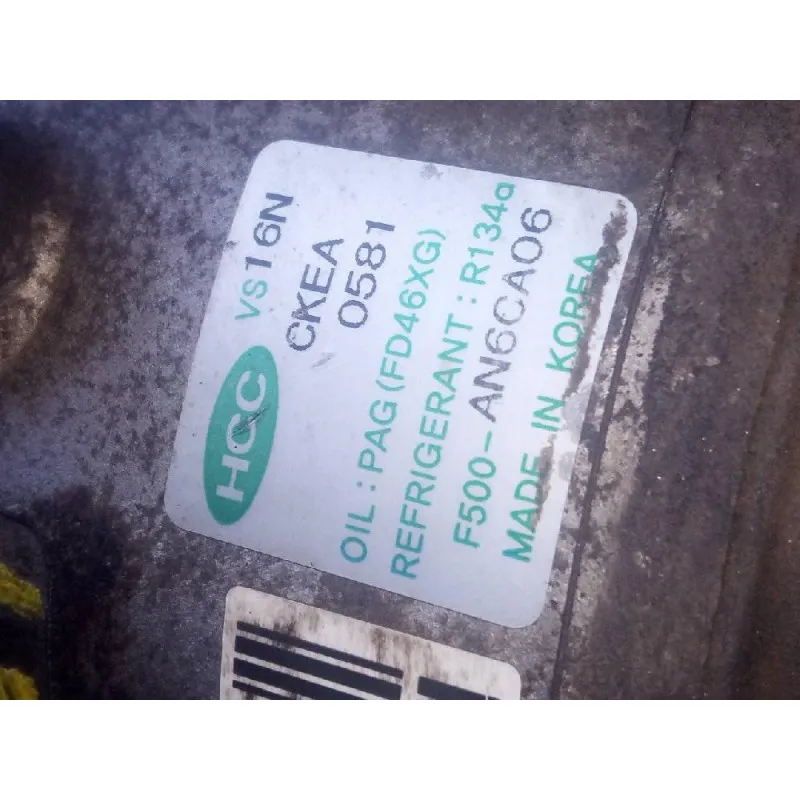 HCC VS16N
CKEA
0581
OIL : PAG (FD46XG)
REFRIGERANT : R134a
F500-AN6CA06
MADE IN KOREA